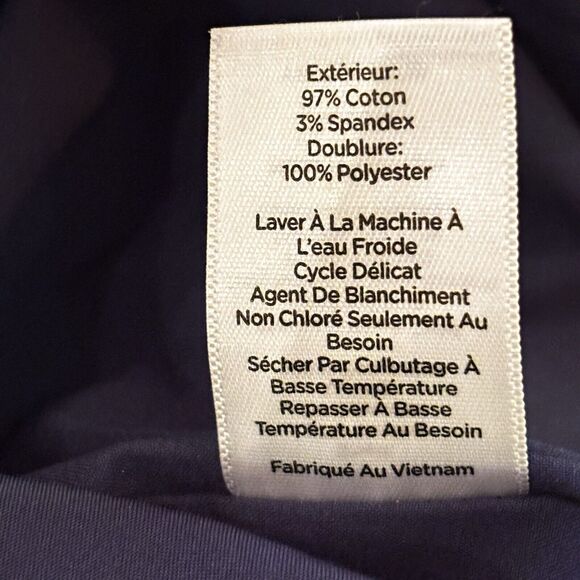 Extérieur:
97% Coton
3% Spandex
Doublure:
100% Polyester
Laver À La Machine À
L'eau Froide
Cycle Délicat
Agent De Blanchiment
Non Chloré Seulement Au
Besoin
Sécher Par Culbutage À
Basse Température
Repasser À Basse
Température Au Besoin
Fabriqué Au Vietnam